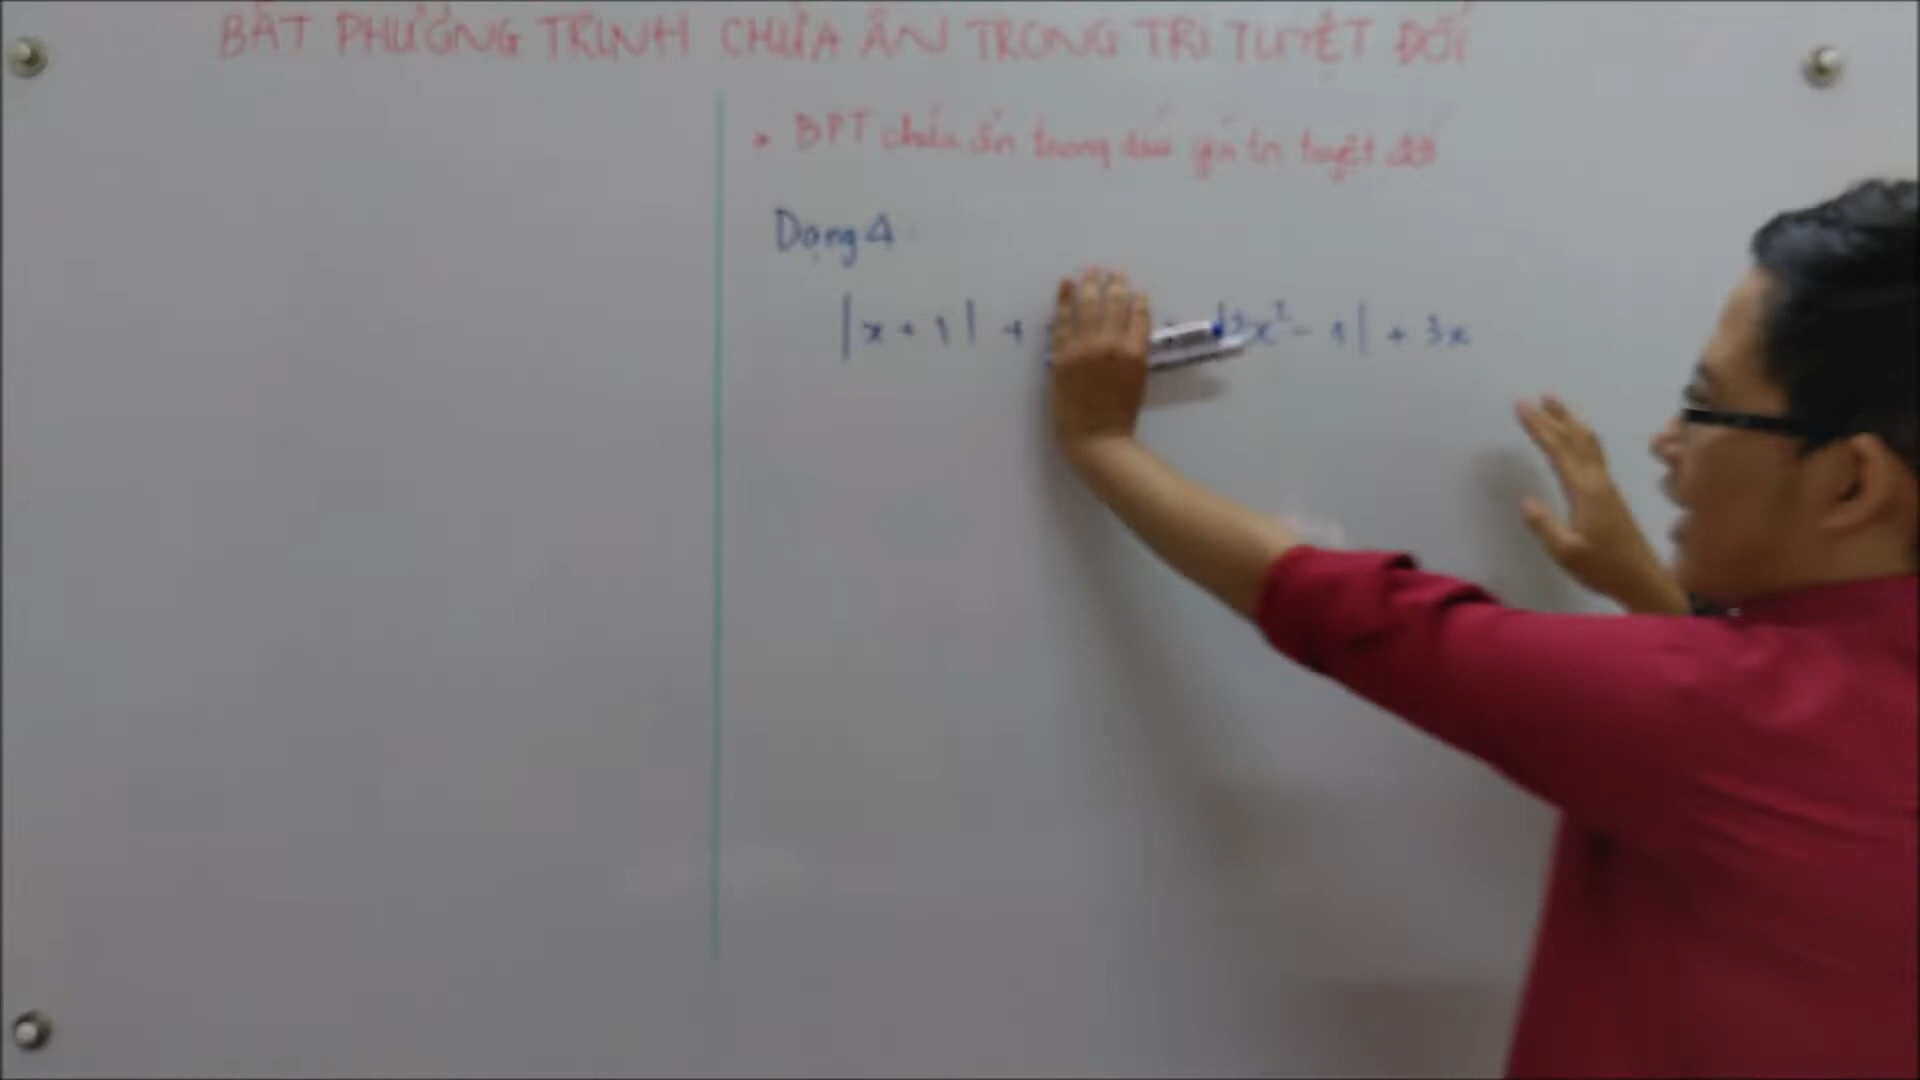 BẤT PHƯƠNG TRÌNH CHỨA ẨN TRONG TRỊ TUYỆT ĐỐI
• BPT chứa ẩn trong dấu giá trị tuyệt đối
Dạng 4
|x + 1| + |2x² - 1| + 3x